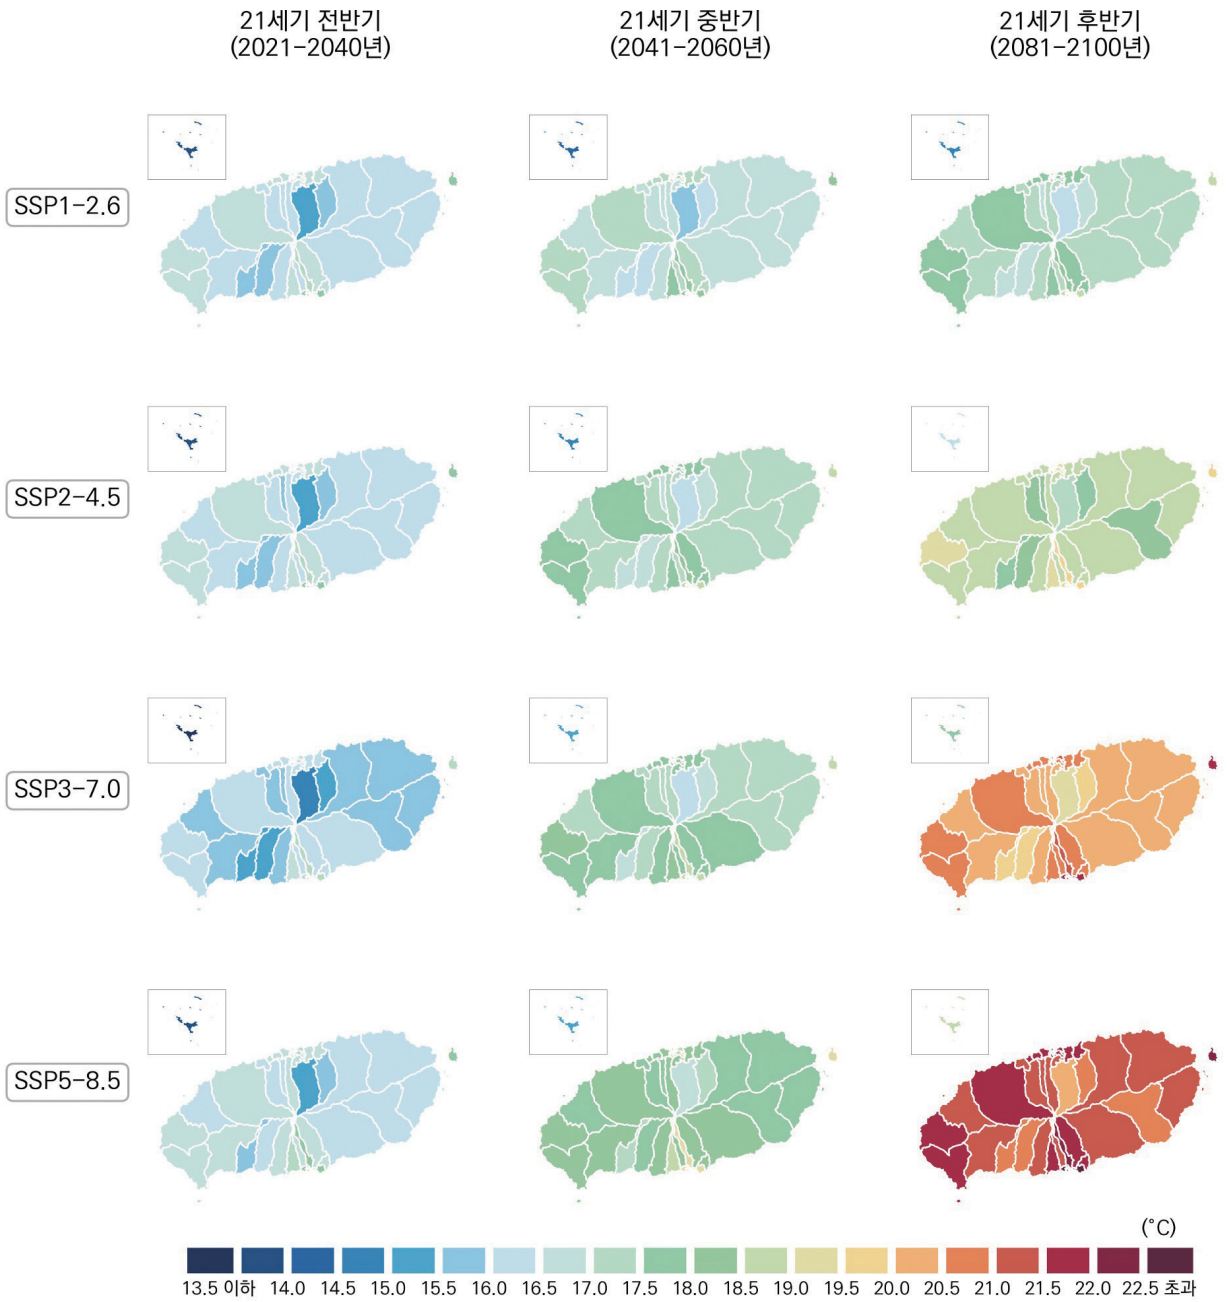 21세기 전반기
(2021-2040년)
21세기 중반기
(2041-2060년)
21세기 후반기
(2081-2100년)
SSP1-2.6
SSP2-4.5
SSP3-7.0
SSP5-8.5
(°C)
13.5 이하 14.0 14.5 15.0 15.5 16.0 16.5 17.0 17.5 18.0 18.5 19.0 19.5 20.0 20.5 21.0 21.5 22.0 22.5 초과